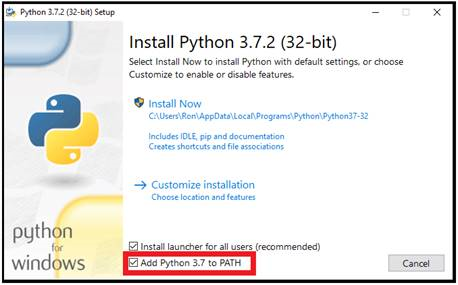 Python 3.7.2 (32-bit) Setup
Install Python 3.7.2 (32-bit)
Select Install Now to install Python with default settings, or choose
Customize to enable or disable features.
Install Now
C:\Users\Ron\AppData\Local\Programs\Python\Python37-32
Includes IDLE, pip and documentation
Creates shortcuts and file associations
Customize installation
Choose location and features
python
for
windows
Install launcher for all users (recommended)
Add Python 3.7 to PATH
Cancel